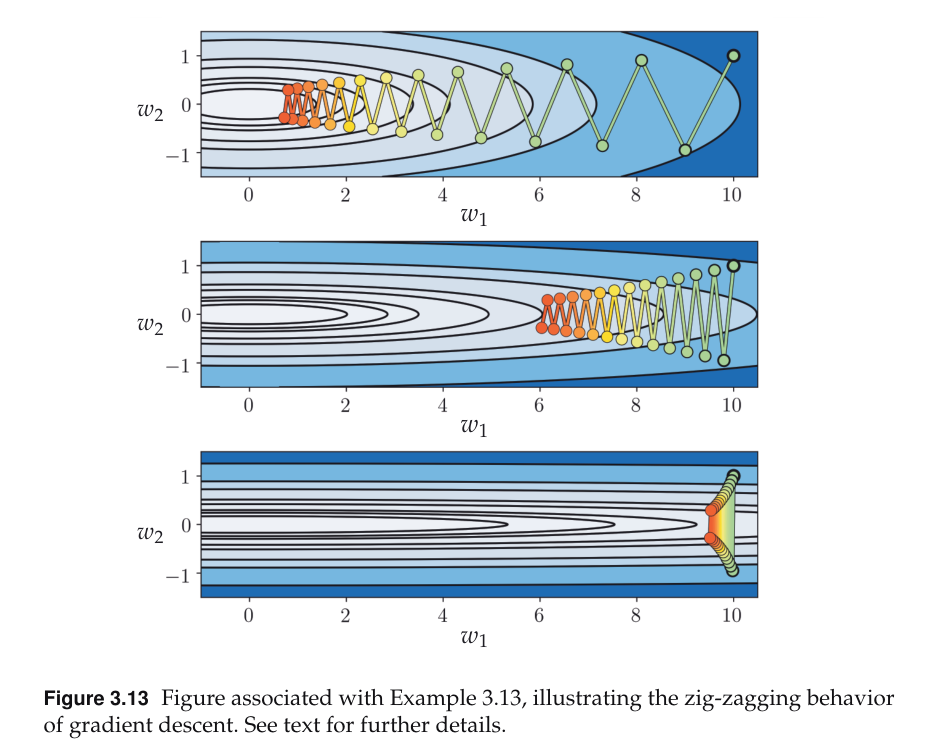 1
0
−1
w2
0 2 4 6 8 10
w1
1
0
−1
w2
0 2 4 6 8 10
w1
1
0
−1
w2
0 2 4 6 8 10
w1
Figure 3.13 Figure associated with Example 3.13, illustrating the zig-zagging behavior
of gradient descent. See text for further details.